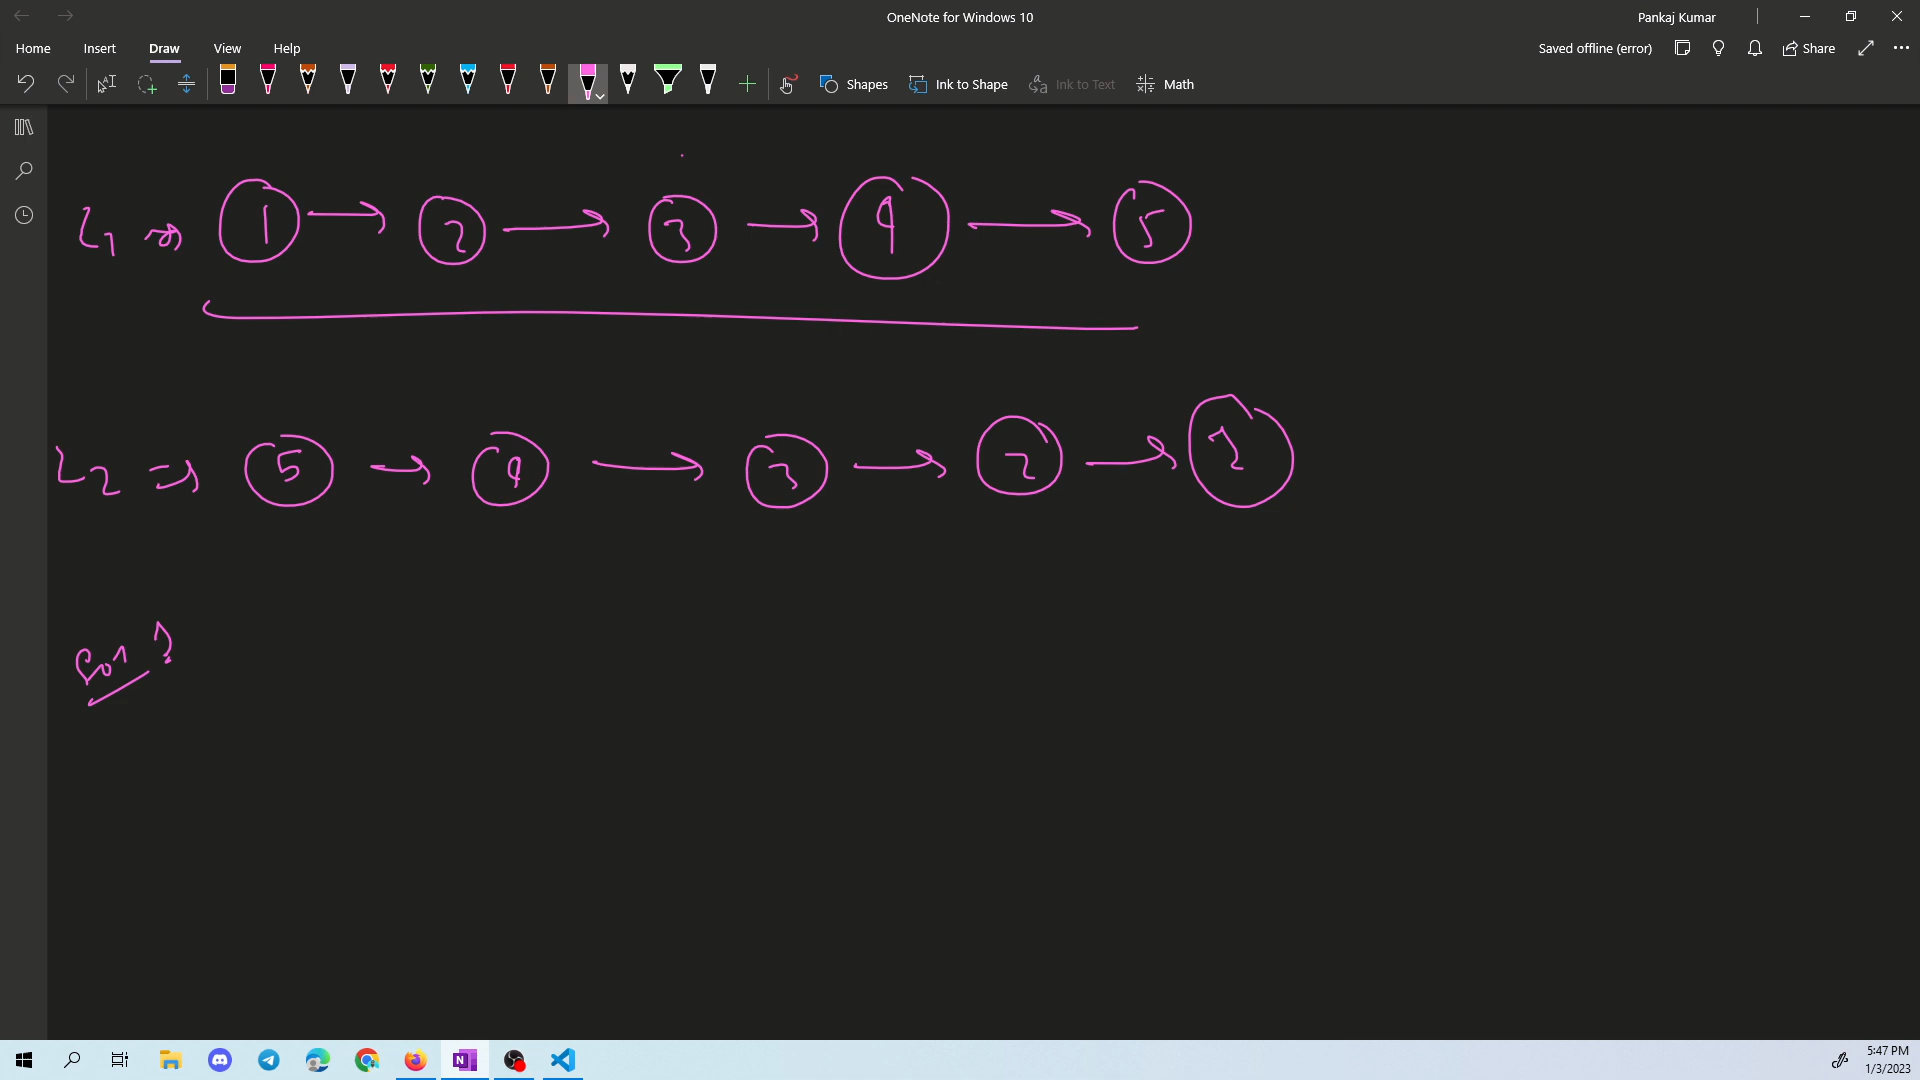 OneNote for Windows 10
Pankaj Kumar
Home Insert Draw View Help
Saved offline (error) Share
Shapes Ink to Shape Ink to Text Math
L1 ⇒ 1 → 2 → 3 → 4 → 5
L2 ⇒ 5 → 4 → 3 → 2 → 1
5:47 PM
1/3/2023